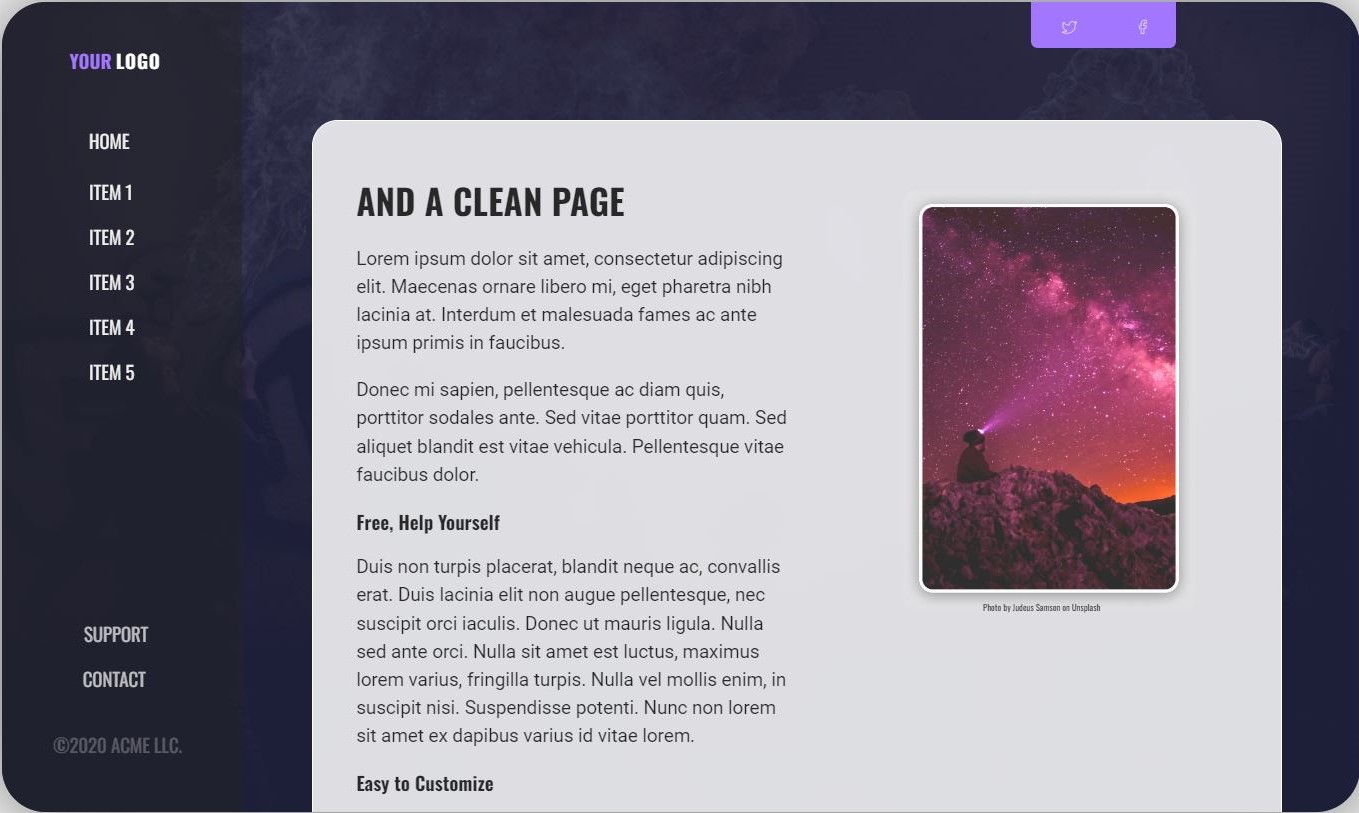 YOUR LOGO
HOME
ITEM 1
ITEM 2
ITEM 3
ITEM 4
ITEM 5
SUPPORT
CONTACT
©2020 ACME LLC.
AND A CLEAN PAGE
Lorem ipsum dolor sit amet, consectetur adipiscing
elit. Maecenas ornare libero mi, eget pharetra nibh
lacinia at. Interdum et malesuada fames ac ante
ipsum primis in faucibus.
Donec mi sapien, pellentesque ac diam quis,
porttitor sodales ante. Sed vitae porttitor quam. Sed
aliquet blandit est vitae vehicula. Pellentesque vitae
faucibus dolor.
Free, Help Yourself
Duis non turpis placerat, blandit neque ac, convallis
erat. Duis lacinia elit non augue pellentesque, nec
suscipit orci iaculis. Donec ut mauris ligula. Nulla
sed ante orci. Nulla sit amet est luctus, maximus
lorem varius, fringilla turpis. Nulla vel mollis enim, in
suscipit nisi. Suspendisse potenti. Nunc non lorem
sit amet ex dapibus varius id vitae lorem.
Easy to Customize
Photo by Judeus Samson on Unsplash